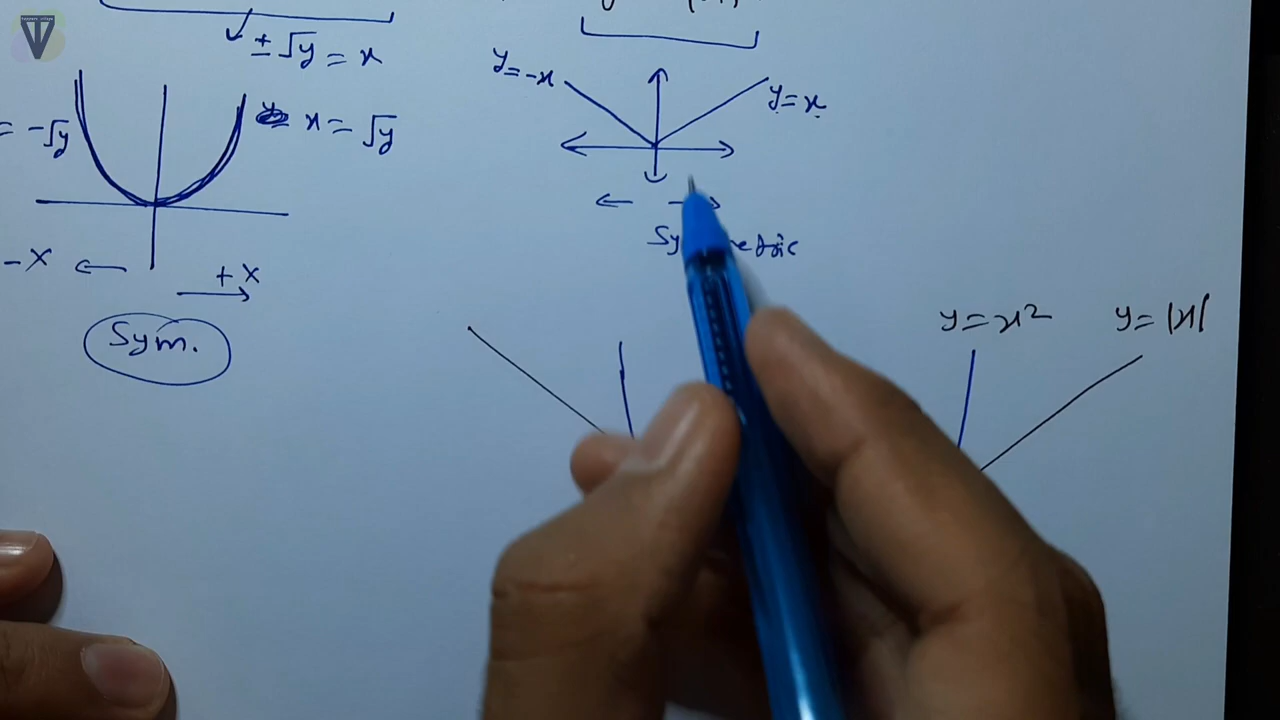 ± √y = x
y = -x
y = x
= -√y
x = √y
-X
+X
Sym.
y = x²
y = |x|